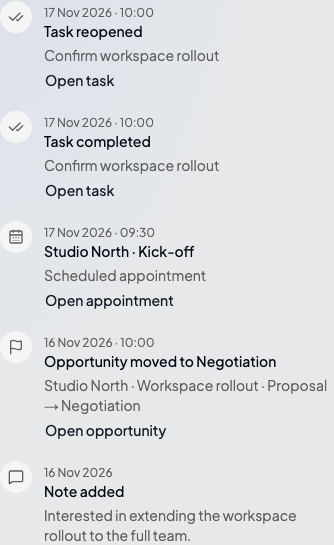 17 Nov 2026 · 10:00
Task reopened
Confirm workspace rollout
Open task
17 Nov 2026 · 10:00
Task completed
Confirm workspace rollout
Open task
17 Nov 2026 · 09:30
Studio North · Kick-off
Scheduled appointment
Open appointment
16 Nov 2026 · 10:00
Opportunity moved to Negotiation
Studio North · Workspace rollout · Proposal
→ Negotiation
Open opportunity
16 Nov 2026
Note added
Interested in extending the workspace
rollout to the full team.